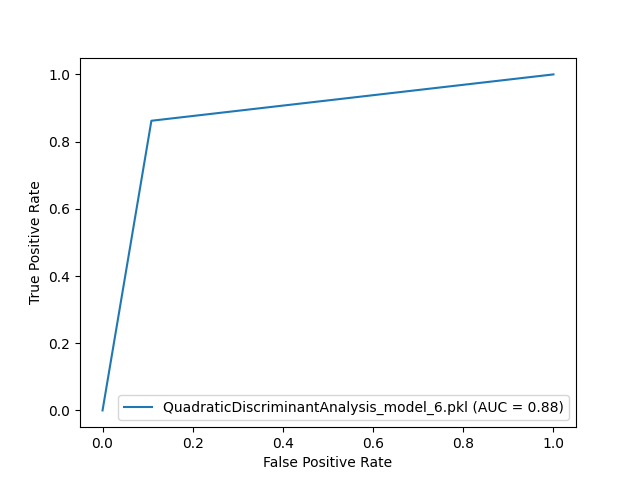 1.0
0.8
0.6
0.4
0.2
0.0
True Positive Rate
QuadraticDiscriminantAnalysis_model_6.pkl (AUC = 0.88)
0.0 0.2 0.4 0.6 0.8 1.0
False Positive Rate